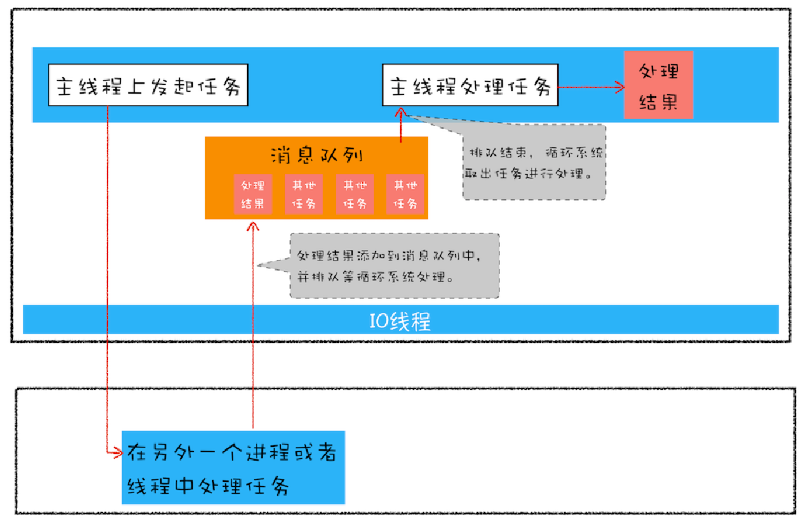 主线程上发起任务
主线程处理任务
处理
结果
消息队列
处理
结果
其他
任务
其他
任务
其他
任务
排队结束，循环系统
取出任务进行处理。
处理结果添加到消息队列中，
并排队等循环系统处理。
IO线程
在另外一个进程或者
线程中处理任务